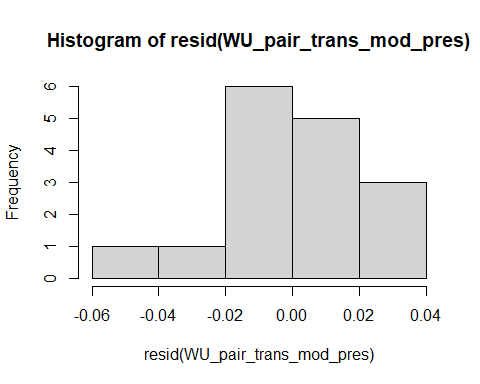 Histogram of resid(WU_pair_trans_mod_pres)
Frequency
6
5
4
3
2
1
0
-0.06 -0.04 -0.02 0.00 0.02 0.04
resid(WU_pair_trans_mod_pres)